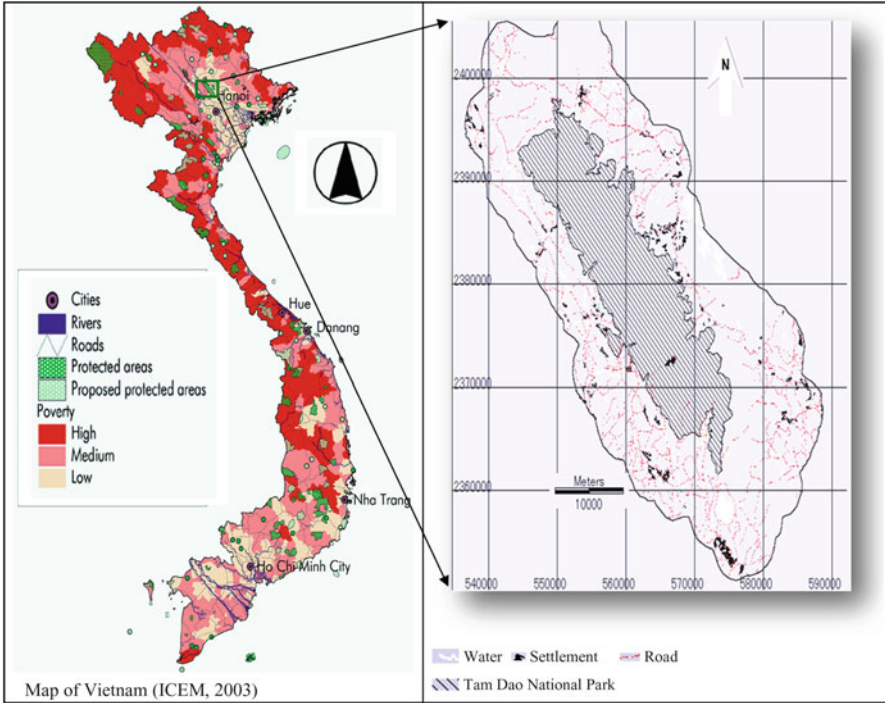 Hanoi
Hue
Danang
Nha Trang
Ho Chi Minh City
Cities
Rivers
Roads
Protected areas
Proposed protected areas
Poverty
High
Medium
Low
Map of Vietnam (ICEM, 2003)
N
2400000
2390000
2380000
2370000
2360000
Meters
10000
540000 550000 560000 570000 580000 590000
Water Settlement Road
Tam Dao National Park